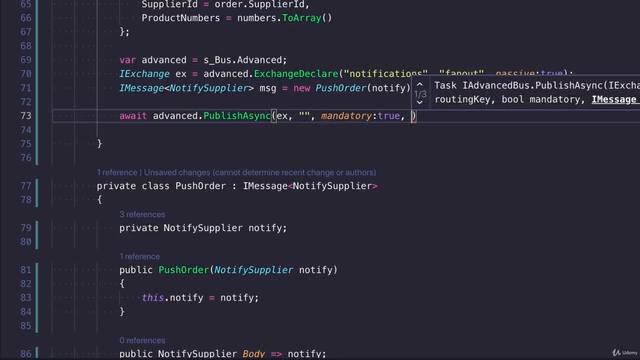 65 SupplierId = order.SupplierId,
66 ProductNumbers = numbers.ToArray()
67 };
68
69 var advanced = s_Bus.Advanced;
70 IExchange ex = advanced.ExchangeDeclare("notifications", "fanout", passive:true);
71 IMessage<NotifySupplier> msg = new PushOrder(notify)
1/3 Task IAdvancedBus.PublishAsync(IExcha
routingKey, bool mandatory, IMessage
72
73 await advanced.PublishAsync(ex, "", mandatory:true, )
74
75 }
76
1 reference | Unsaved changes (cannot determine recent change or authors)
77 private class PushOrder : IMessage<NotifySupplier>
78 {
3 references
79 private NotifySupplier notify;
80
1 reference
81 public PushOrder(NotifySupplier notify)
82 {
83 this.notify = notify;
84 }
85
0 references
86 public NotifySupplier Body => notify;
Udemy